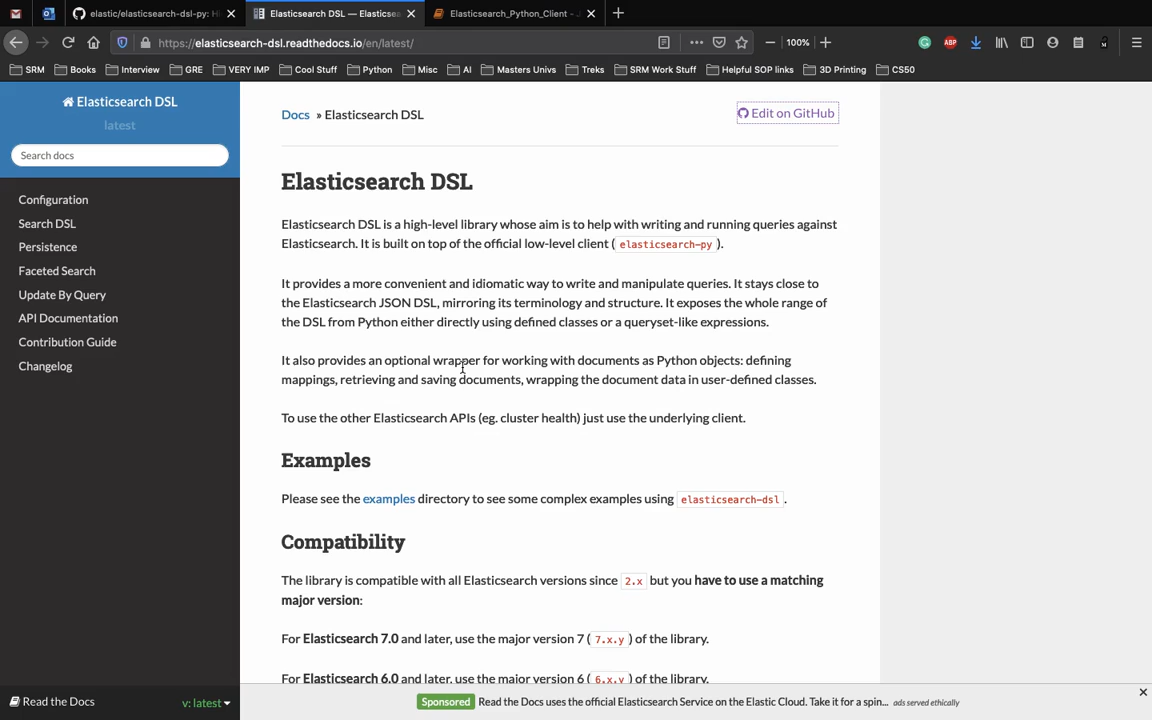 elastic/elasticsearch-dsl-py: Hi
Elasticsearch DSL — Elasticsea
Elasticsearch_Python_Client - J
https://elasticsearch-dsl.readthedocs.io/en/latest/
100%
ABP
SRM
Books
Interview
GRE
VERY IMP
Cool Stuff
Python
Misc
AI
Masters Univs
Treks
SRM Work Stuff
Helpful SOP links
3D Printing
CS50
Elasticsearch DSL
latest
Search docs
Configuration
Search DSL
Persistence
Faceted Search
Update By Query
API Documentation
Contribution Guide
Changelog
Read the Docs
v: latest
Docs » Elasticsearch DSL
Edit on GitHub
Elasticsearch DSL
Elasticsearch DSL is a high-level library whose aim is to help with writing and running queries against
Elasticsearch. It is built on top of the official low-level client ( elasticsearch-py ).
It provides a more convenient and idiomatic way to write and manipulate queries. It stays close to
the Elasticsearch JSON DSL, mirroring its terminology and structure. It exposes the whole range of
the DSL from Python either directly using defined classes or a queryset-like expressions.
It also provides an optional wrapper for working with documents as Python objects: defining
mappings, retrieving and saving documents, wrapping the document data in user-defined classes.
To use the other Elasticsearch APIs (eg. cluster health) just use the underlying client.
Examples
Please see the examples directory to see some complex examples using elasticsearch-dsl .
Compatibility
The library is compatible with all Elasticsearch versions since 2.x but you have to use a matching
major version:
For Elasticsearch 7.0 and later, use the major version 7 ( 7.x.y ) of the library.
For Elasticsearch 6.0 and later, use the major version 6 ( 6.x.y ) of the library.
Sponsored Read the Docs uses the official Elasticsearch Service on the Elastic Cloud. Take it for a spin... ads served ethically